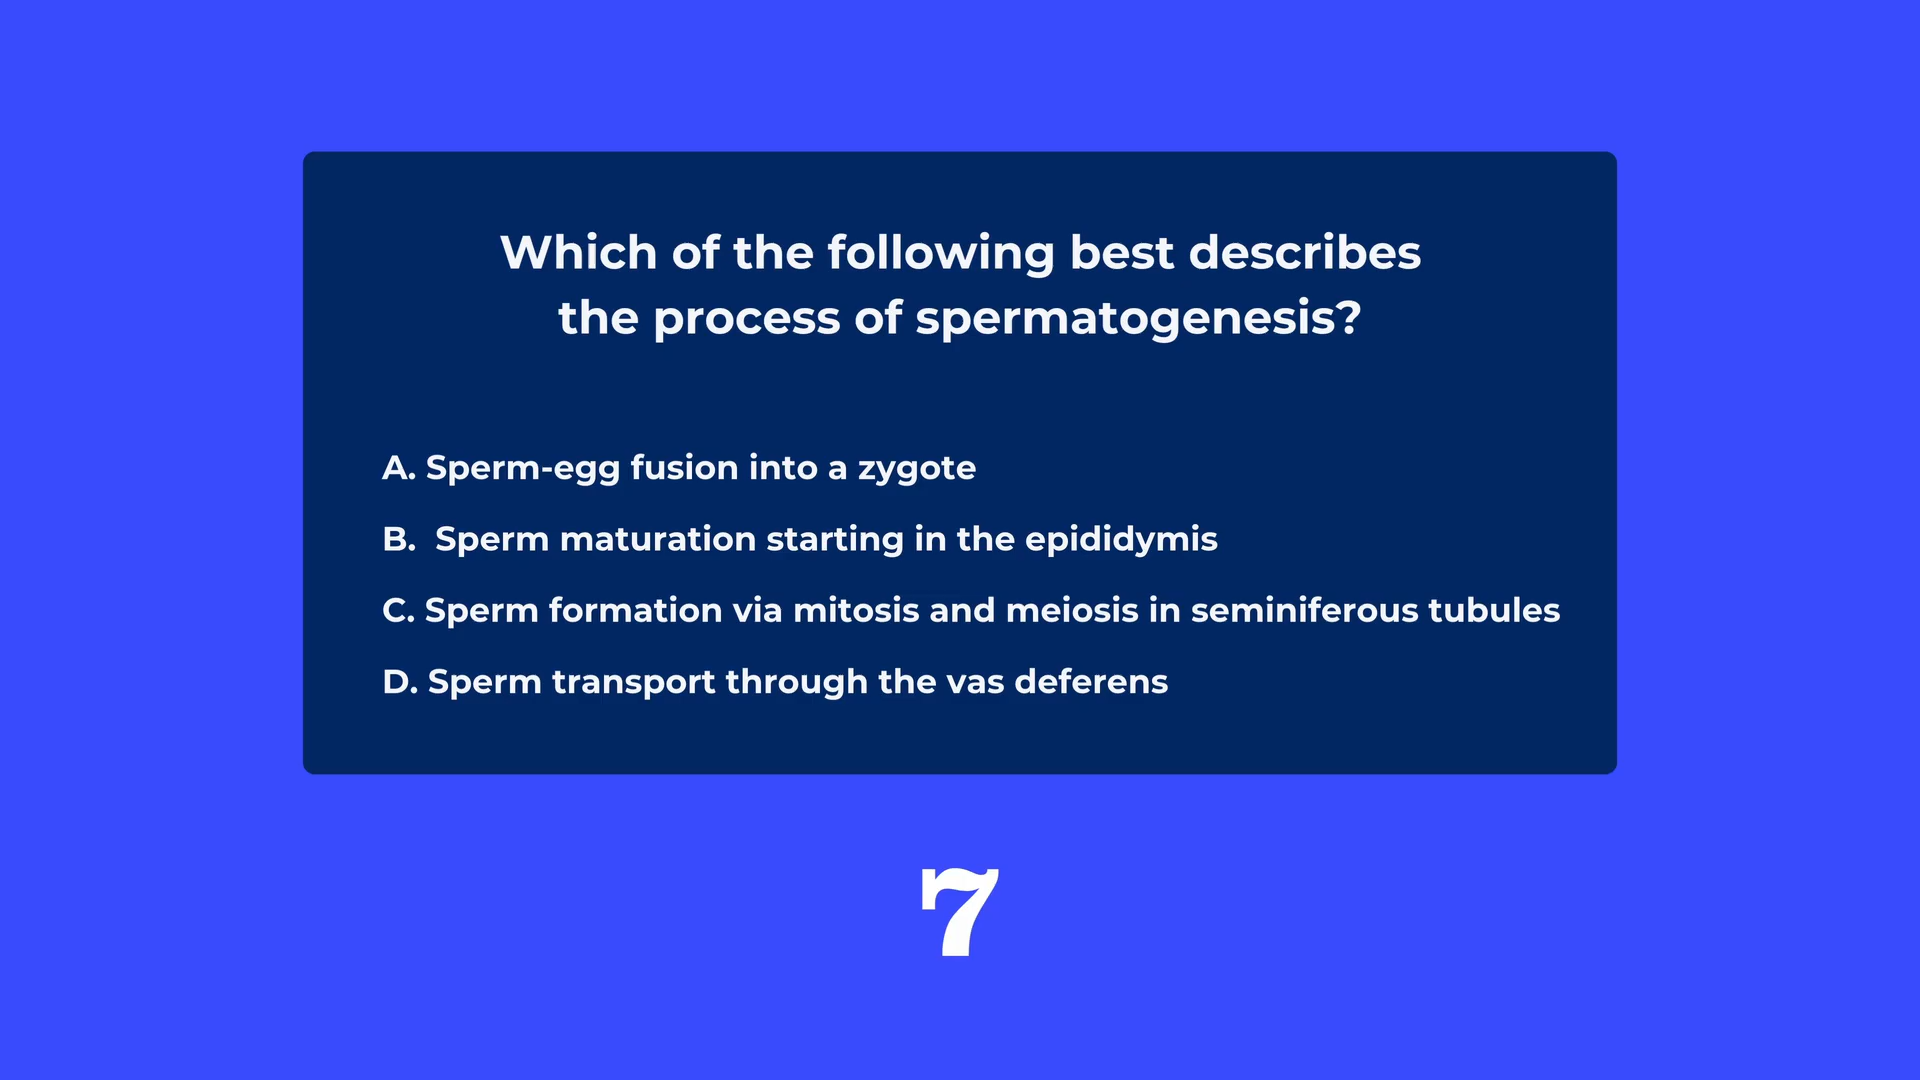 Which of the following best describes
the process of spermatogenesis?
A. Sperm-egg fusion into a zygote
B. Sperm maturation starting in the epididymis
C. Sperm formation via mitosis and meiosis in seminiferous tubules
D. Sperm transport through the vas deferens
7